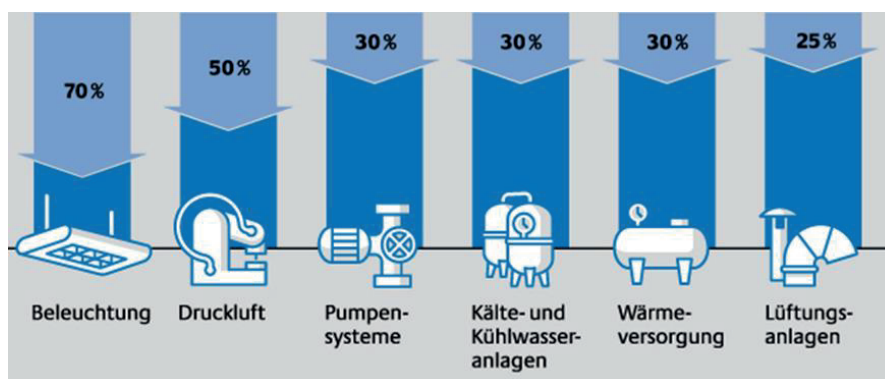 70 %
50 %
30 %
30 %
30 %
25 %
Beleuchtung
Druckluft
Pumpen-
systeme
Kälte- und
Kühlwasser-
anlagen
Wärme-
versorgung
Lüftungs-
anlagen